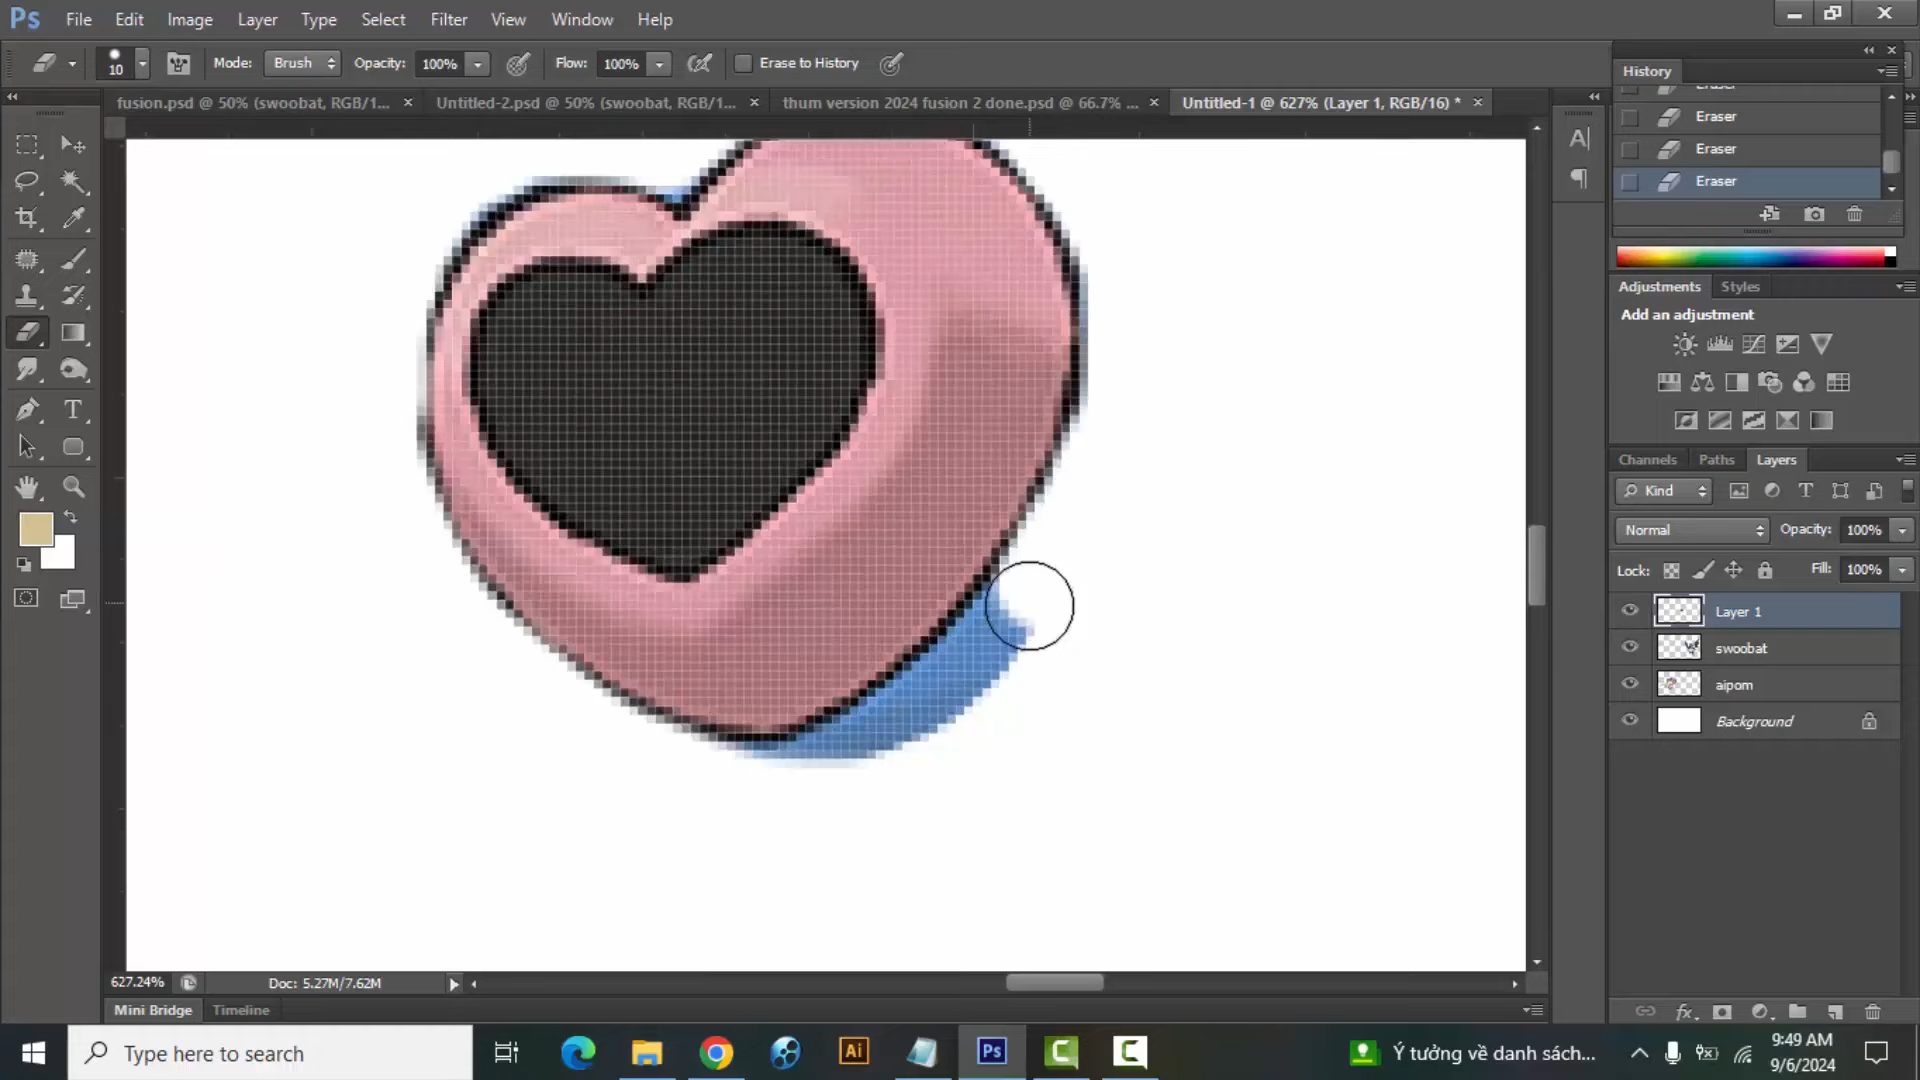 Ps File Edit Image Layer Type Select Filter View Window Help
10 Mode: Brush Opacity: 100% Flow: 100% Erase to History
fusion.psd @ 50% (swoobat, RGB/1... × Untitled-2.psd @ 50% (swoobat, RGB/1... × thum version 2024 fusion 2 done.psd @ 66.7% ... × Untitled-1 @ 627% (Layer 1, RGB/16) * ×
History
Eraser
Eraser
Eraser
Eraser
Adjustments Styles
Add an adjustment
Channels Paths Layers
Kind
Normal Opacity: 100%
Lock: Fill: 100%
Layer 1
swoobat
aipom
Background
627.24% Doc: 5.27M/7.62M
Mini Bridge Timeline
Type here to search
Ai
Ps
Ý tưởng về danh sách...
9:49 AM
9/6/2024